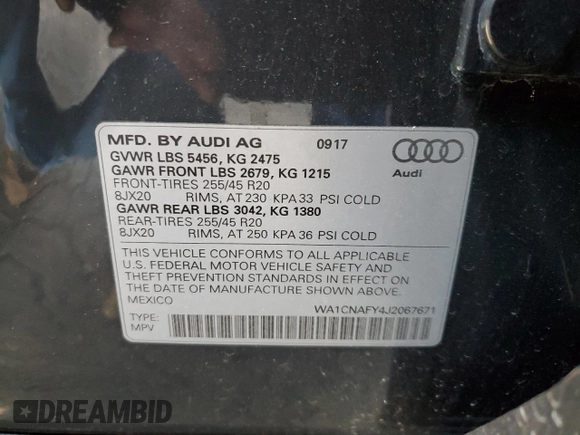 MFD. BY AUDI AG 0917
GVWR LBS 5456, KG 2475
GAWR FRONT LBS 2679, KG 1215
FRONT-TIRES 255/45 R20
8JX20 RIMS, AT 230 KPA 33 PSI COLD
GAWR REAR LBS 3042, KG 1380
REAR-TIRES 255/45 R20
8JX20 RIMS, AT 250 KPA 36 PSI COLD
Audi
THIS VEHICLE CONFORMS TO ALL APPLICABLE
U.S. FEDERAL MOTOR VEHICLE SAFETY AND
THEFT PREVENTION STANDARDS IN EFFECT ON
THE DATE OF MANUFACTURE SHOWN ABOVE.
MEXICO
WA1CNAFY4J2067671
TYPE:
MPV
DREAMBID